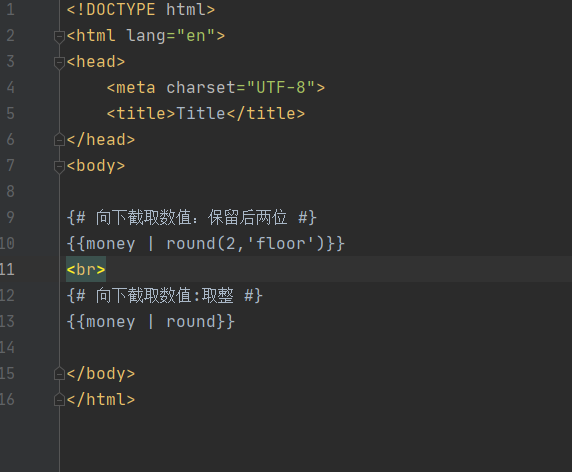 1 <!DOCTYPE html>
2 <html lang="en">
3 <head>
4     <meta charset="UTF-8">
5     <title>Title</title>
6 </head>
7 <body>
8
9 {# 向下截取数值：保留后两位 #}
10 {{money | round(2,'floor')}}
11 <br>
12 {# 向下截取数值:取整 #}
13 {{money | round}}
14
15 </body>
16 </html>